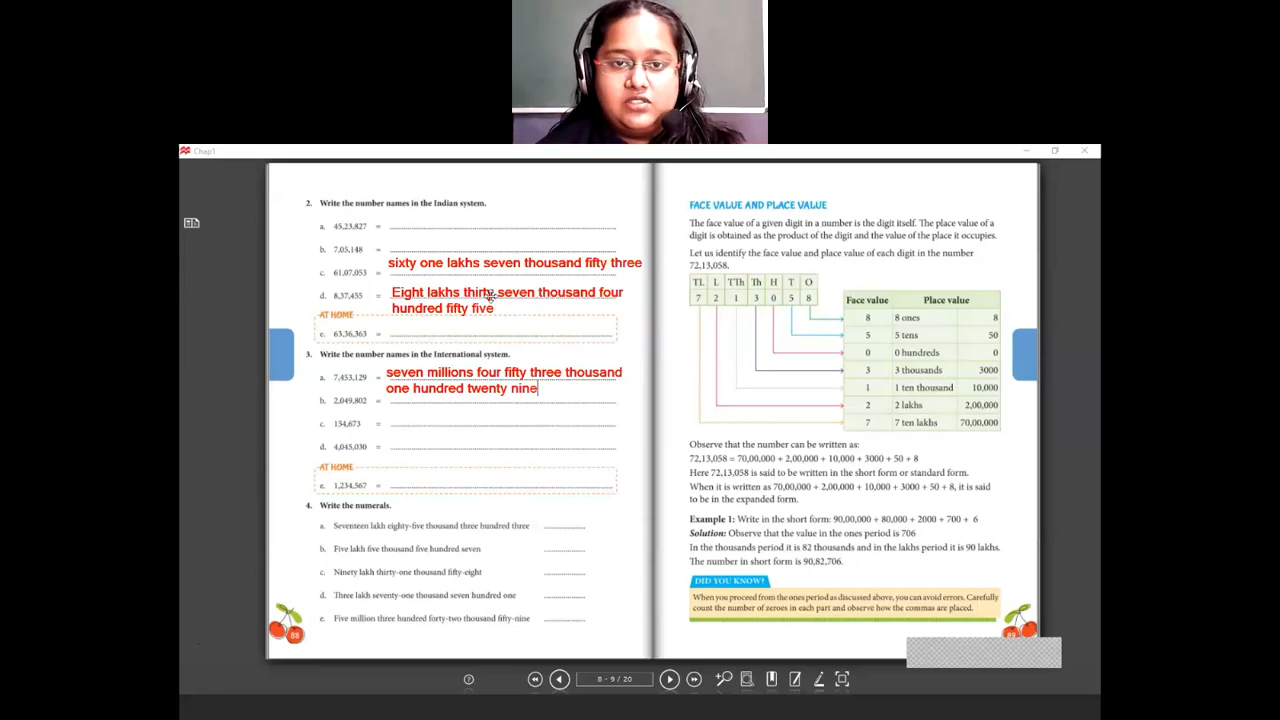 Chap1
2. Write the number names in the Indian system.
a. 45,23,827 = ........................................
b. 7,05,148 = ........................................
sixty one lakhs seven thousand fifty three
c. 61,07,053 = ........................................
Eight lakhs thirty seven thousand four
d. 8,37,455 = ........................................
hundred fifty five
AT HOME
e. 63,36,363 = ........................................
3. Write the number names in the International system.
seven millions four fifty three thousand
a. 7,453,129 = ........................................
one hundred twenty nine
b. 2,049,802 = ........................................
c. 154,673 = ........................................
d. 4,045,030 = ........................................
AT HOME
e. 1,234,567 = ........................................
4. Write the numerals.
a. Seventeen lakh eighty-five thousand three hundred three ................
b. Five lakh five thousand five hundred seven ................
c. Ninety lakh thirty-one thousand fifty-eight ................
d. Three lakh seventy-one thousand seven hundred one ................
e. Five million three hundred forty-two thousand fifty-nine ................
88
FACE VALUE AND PLACE VALUE
The face value of a given digit in a number is the digit itself. The place value of a
digit is obtained as the product of the digit and the value of the place it occupies.
Let us identify the face value and place value of each digit in the number
72,13,058.
TL L TTh Th H T O
7 2 1 3 0 5 8
Face value Place value
8 8 ones 8
5 5 tens 50
0 0 hundreds 0
3 3 thousands 3000
1 1 ten thousand 10,000
2 2 lakhs 2,00,000
7 7 ten lakhs 70,00,000
Observe that the number can be written as:
72,13,058 = 70,00,000 + 2,00,000 + 10,000 + 3000 + 50 + 8
Here 72,13,058 is said to be written in the short form or standard form.
When it is written as 70,00,000 + 2,00,000 + 10,000 + 3000 + 50 + 8, it is said
to be in the expanded form.
Example 1: Write in the short form: 90,00,000 + 80,000 + 2000 + 700 + 6
Solution: Observe that the value in the ones period is 706
In the thousands period it is 82 thousands and in the lakhs period it is 90 lakhs.
The number in short form is 90,82,706.
DID YOU KNOW?
When you proceed from the ones period as discussed above, you can avoid errors. Carefully
count the number of zeroes in each part and observe how the commas are placed.
89
8 - 9 / 20